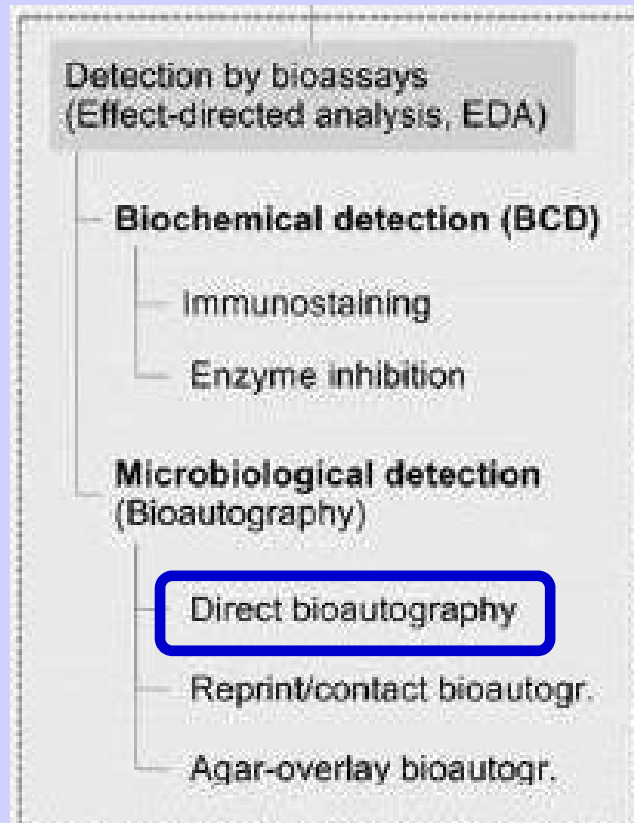 Detection by bioassays
(Effect-directed analysis, EDA)
Biochemical detection (BCD)
Immunostaining
Enzyme inhibition
Microbiological detection
(Bioautography)
Direct bioautography
Reprint/contact bioautogr.
Agar-overlay bioautogr.